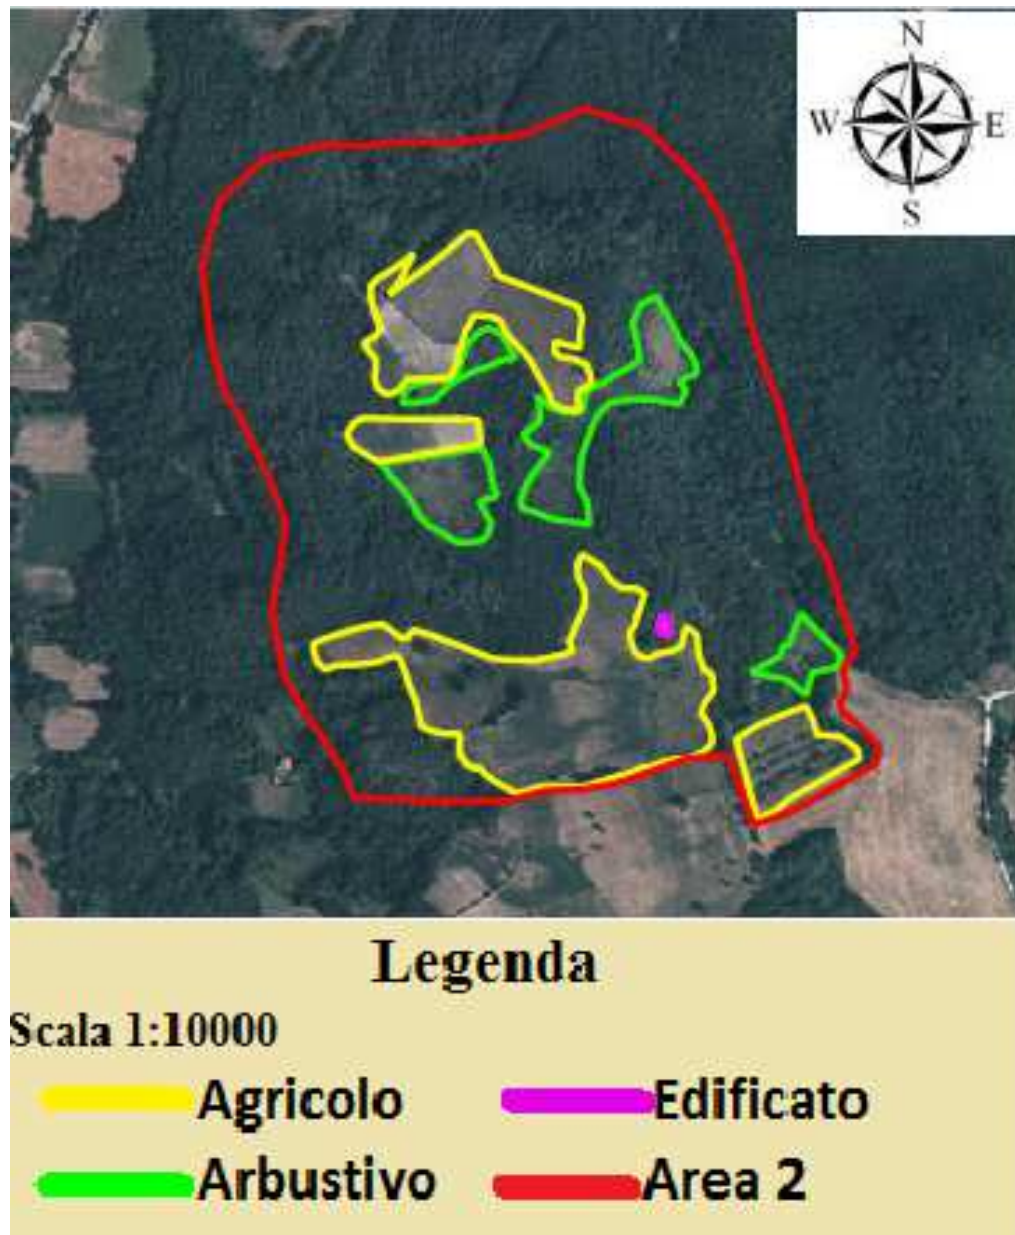 N
W E
S
Legenda
Scala 1:10000
Agricolo Edificato
Arbustivo Area 2